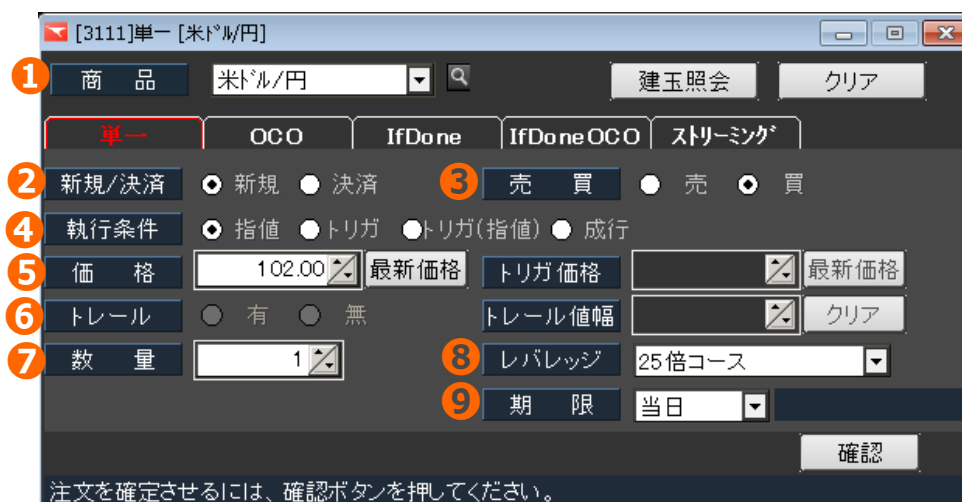 [3111]単一 [米ﾄﾞﾙ/円]
1 商 品 米ﾄﾞﾙ/円 建玉照会 クリア
単一 OCO IfDone IfDoneOCO ｽﾄﾘｰﾐﾝｸﾞ
2 新規/決済 新規 決済 3 売 買 売 買
4 執行条件 指値 トリガ トリガ(指値) 成行
5 価 格 102.00 最新価格 トリガ価格 最新価格
6 トレール 有 無 トレール値幅 クリア
7 数 量 1 8 レバレッジ 25倍コース
9 期 限 当日
確認
注文を確定させるには、確認ボタンを押してください。